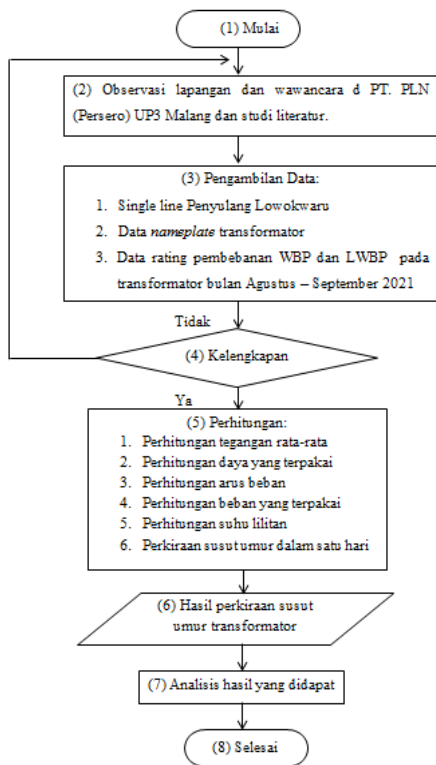 (1) Mulai
(2) Observasi lapangan dan wawancara d PT. PLN
(Persero) UP3 Malang dan studi literatur.
(3) Pengambilan Data:
1. Single line Penyulang Lowokwaru
2. Data nameplate transformator
3. Data rating pembebanan WBP dan LWBP pada
transformator bulan Agustus – September 2021
Tidak
(4) Kelengkapan
Ya
(5) Perhitungan:
1. Perhitungan tegangan rata-rata
2. Perhitungan daya yang terpakai
3. Perhitungan arus beban
4. Perhitungan beban yang terpakai
5. Perhitungan suhu lilitan
6. Perkiraan susut umur dalam satu hari
(6) Hasil perkiraan susut
umur transformator
(7) Analisis hasil yang didapat
(8) Selesai